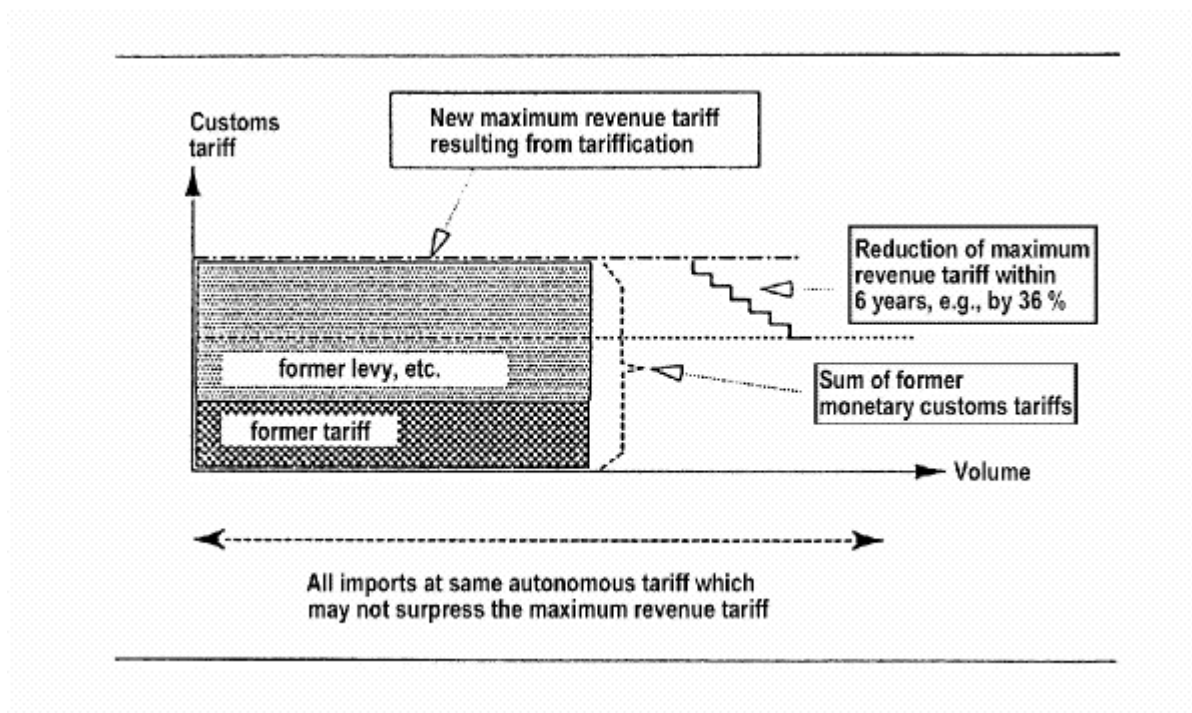 New maximum revenue tariff
resulting from tariffication
Customs
tariff
Reduction of maximum
revenue tariff within
6 years, e.g., by 36 %
former levy, etc.
Sum of former
monetary customs tariffs
former tariff
Volume
All imports at same autonomous tariff which
may not surpress the maximum revenue tariff